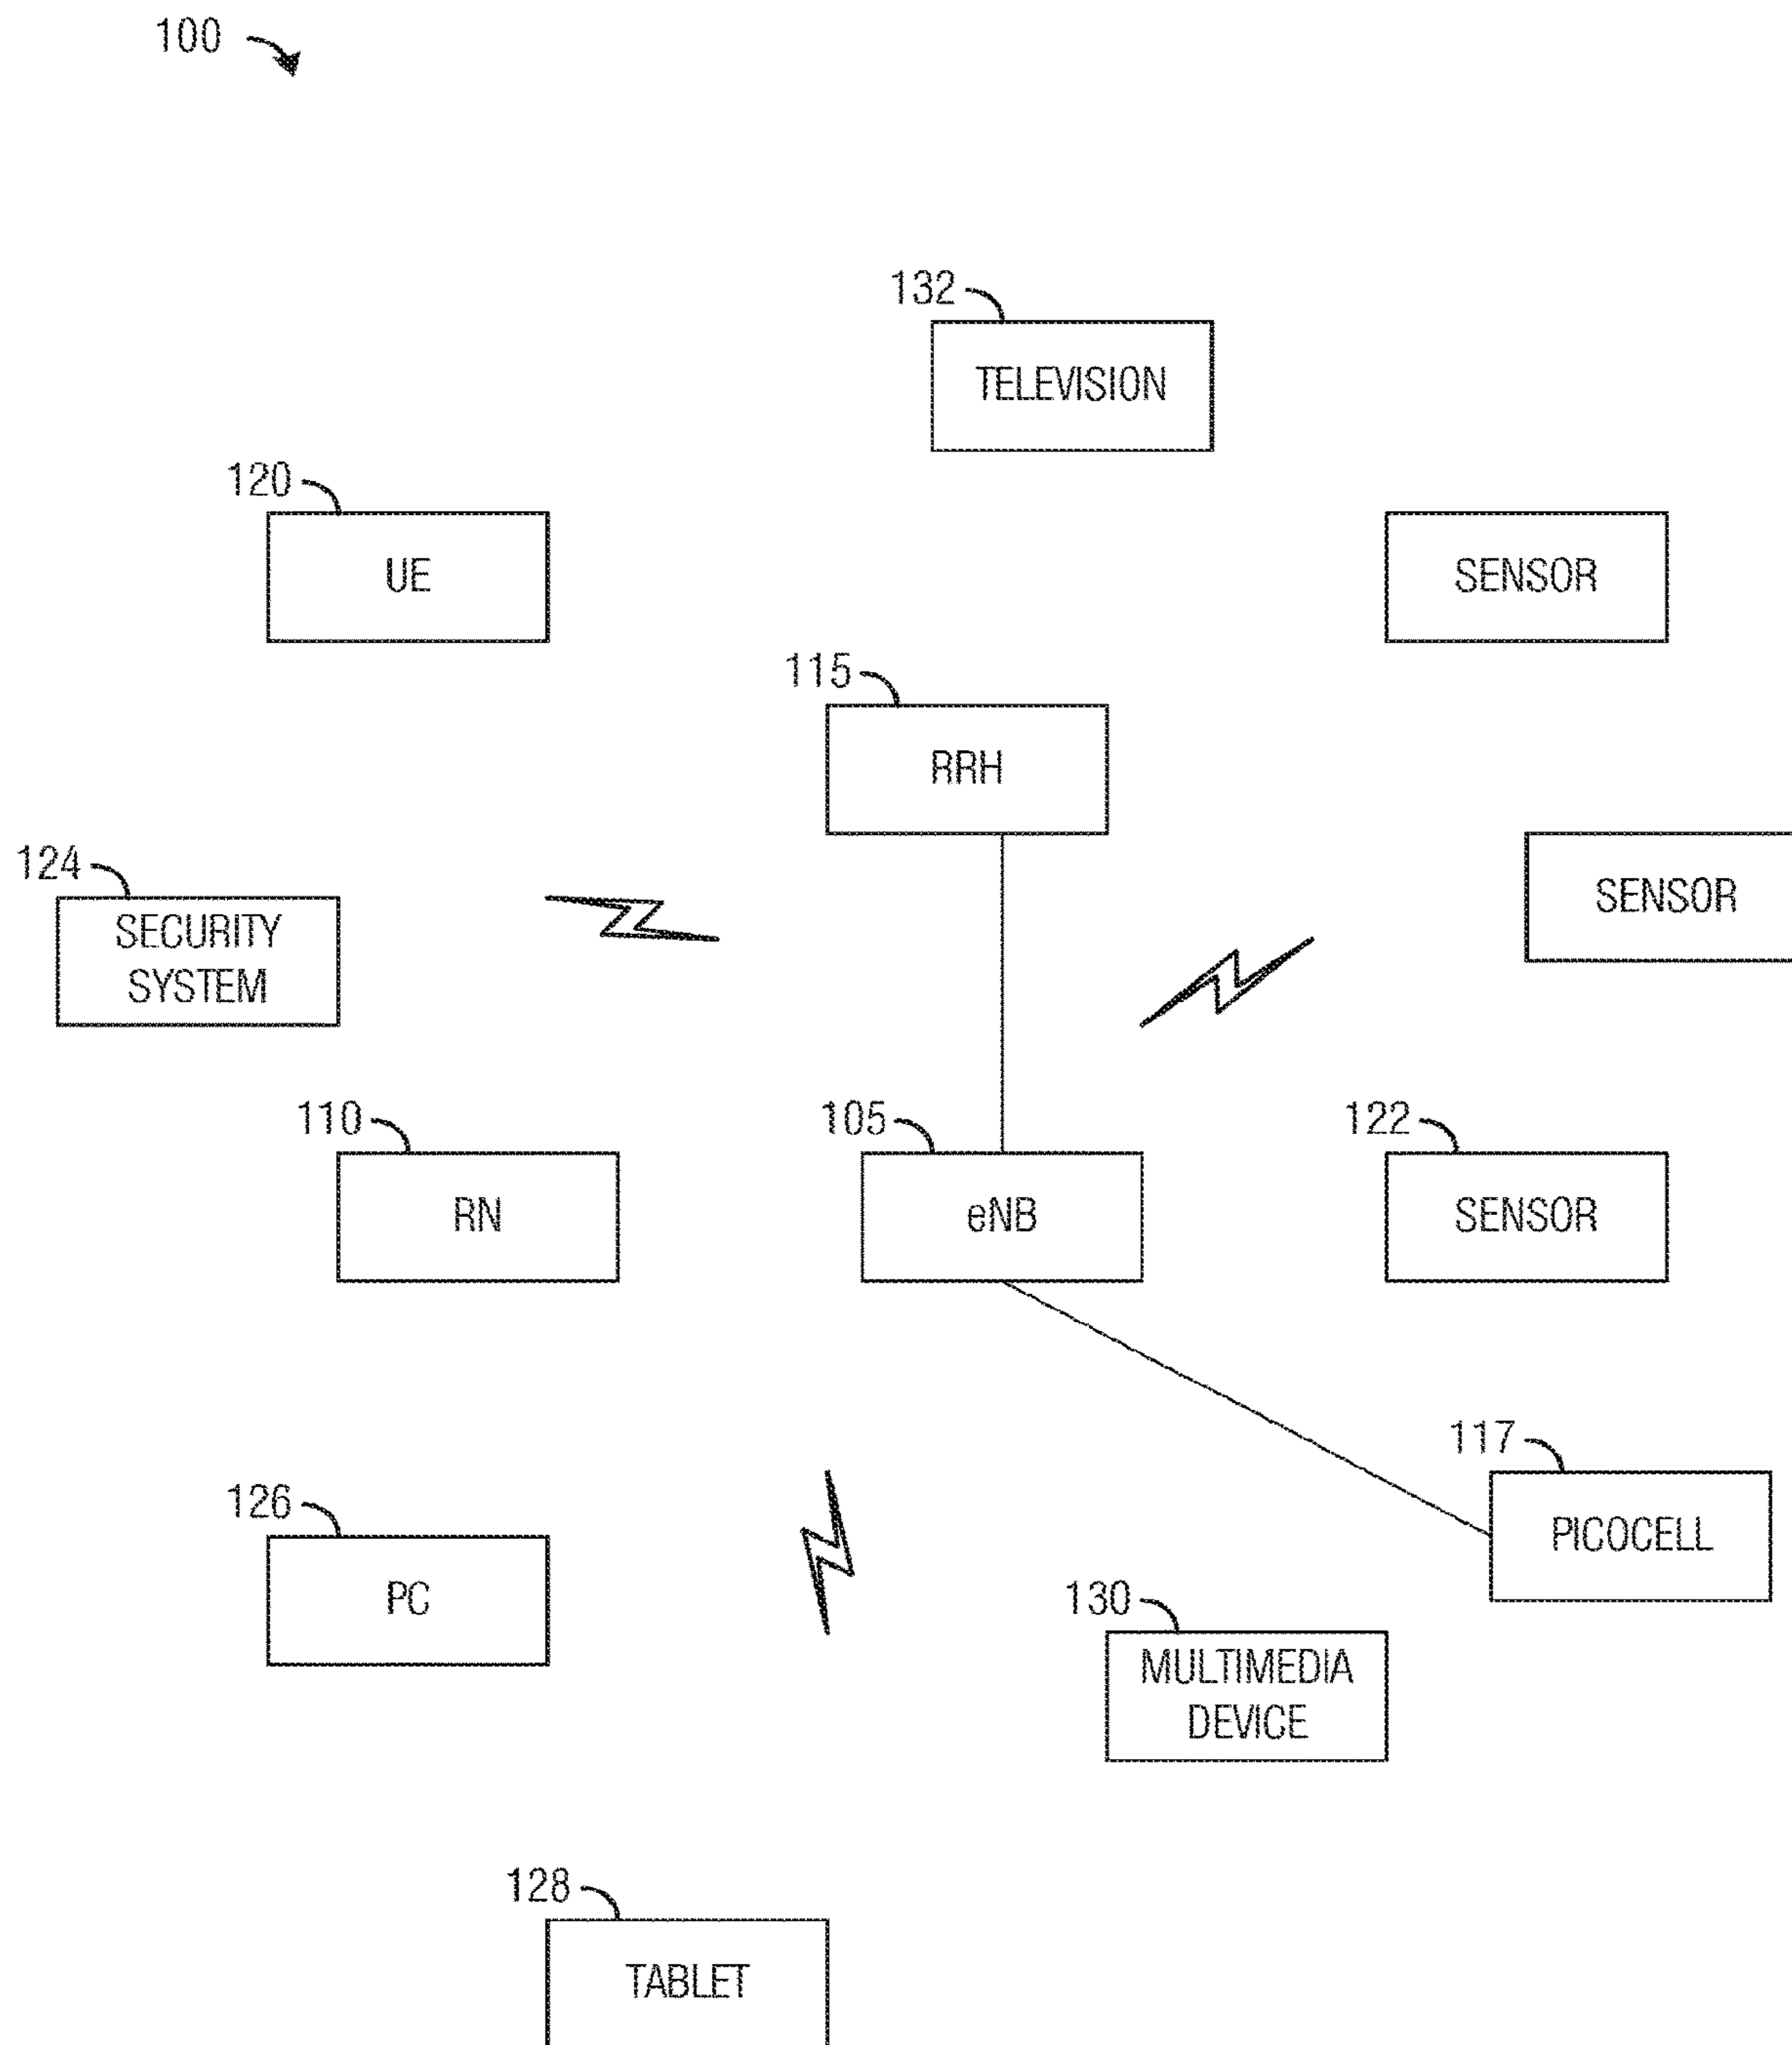 100
132
TELEVISION
120
UE
SENSOR
115
RRH
124
SECURITY
SYSTEM
SENSOR
110
RN
105
eNB
122
SENSOR
117
PICOCELL
126
PC
130
MULTIMEDIA
DEVICE
128
TABLET